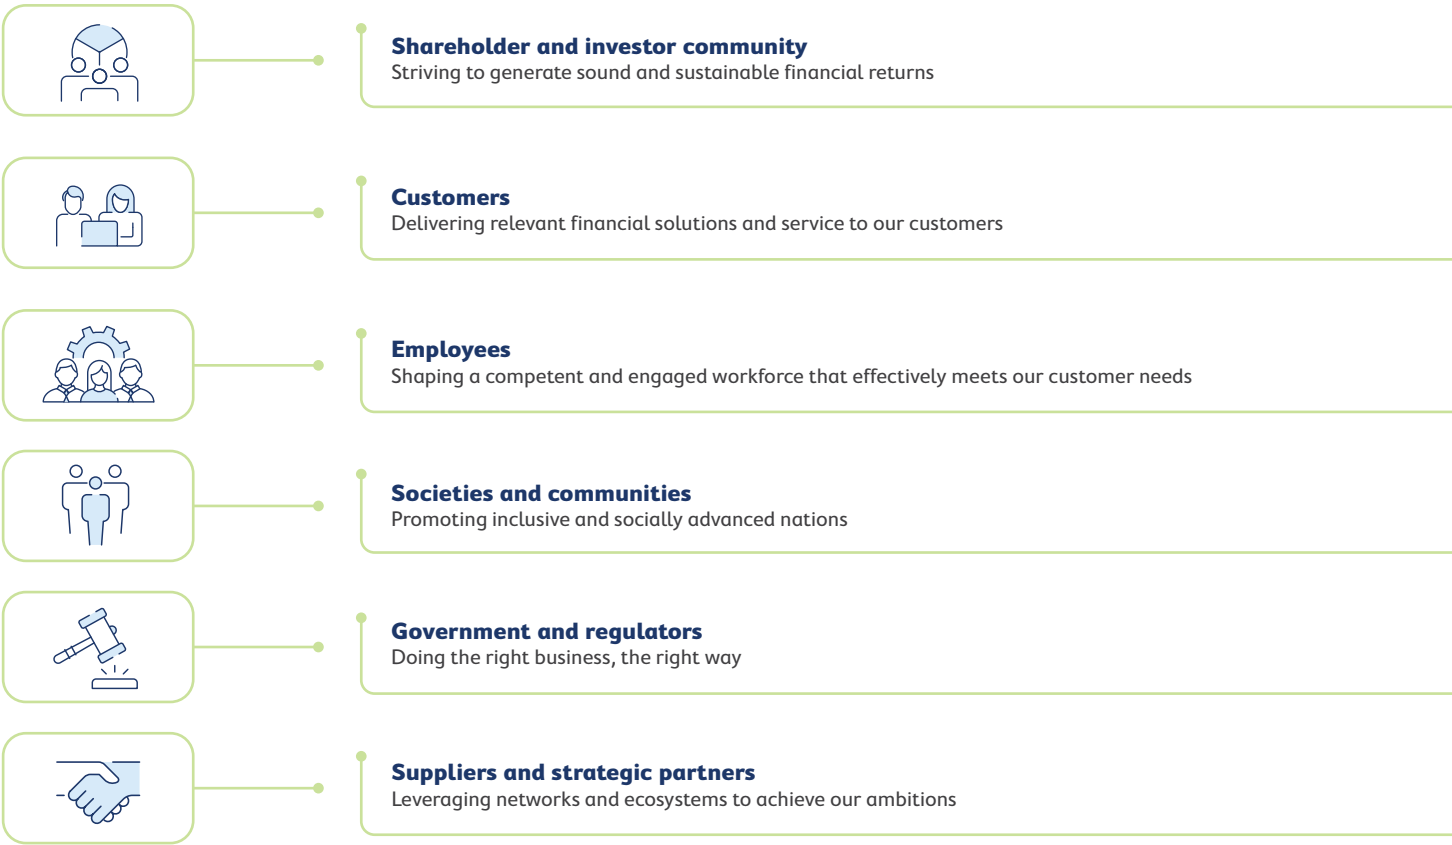 Shareholder and investor community
Striving to generate sound and sustainable financial returns
Customers
Delivering relevant financial solutions and service to our customers
Employees
Shaping a competent and engaged workforce that effectively meets our customer needs
Societies and communities
Promoting inclusive and socially advanced nations
Government and regulators
Doing the right business, the right way
Suppliers and strategic partners
Leveraging networks and ecosystems to achieve our ambitions